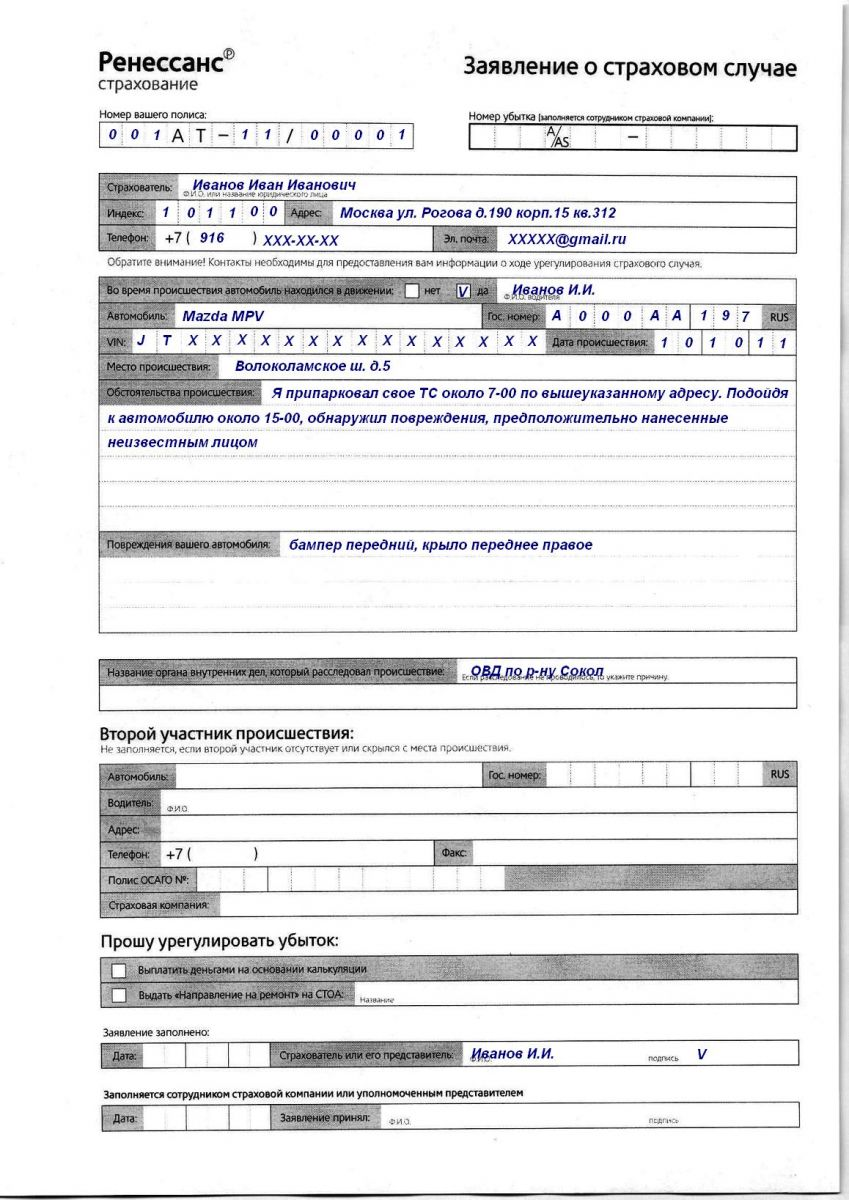 Ренессанс®
страхование
Заявление о страховом случае
Номер вашего полиса:
Номер убытка (заполняется сотрудником страховой компании):
001АТ–11/00001
А/AS –
Страхователь: Иванов Иван Иванович
Ф.И.О. или название юридического лица
Индекс: 101100 Адрес: Москва ул. Рогова д.190 корп.15 кв.312
Телефон: +7 ( 916 ) XXX-XX-XX Эл. почта: XXXXX@gmail.ru
Обратите внимание! Контакты необходимы для предоставления вам информации о ходе урегулирования страхового случая.
Во время происшествия автомобиль находился в движении: нет V да Иванов И.И.
Ф.И.О. водителя
Автомобиль: Mazda MPV Гос. номер: А000АА197 RUS
VIN: JTXXXXXXXXXXXXXXX Дата происшествия: 101011
Место происшествия: Волоколамское ш. д.5
Обстоятельства происшествия: Я припарковал свое ТС около 7-00 по вышеуказанному адресу. Подойдя
к автомобилю около 15-00, обнаружил повреждения, предположительно нанесенные
неизвестным лицом
Повреждения вашего автомобиля: бампер передний, крыло переднее правое
Название органа внутренних дел, который расследовал происшествие: ОВД по р-ну Сокол
Если расследование не проводилось, то укажите причину.
Второй участник происшествия:
Не заполняется, если второй участник отсутствует или скрылся с места происшествия.
Автомобиль: Гос. номер: RUS
Водитель: Ф.И.О.
Адрес:
Телефон: +7 ( ) Факс:
Полис ОСАГО №:
Страховая компания:
Прошу урегулировать убыток:
Выплатить деньгами на основании калькуляции
Выдать «Направление на ремонт» на СТОА: Название
Заявление заполнено:
Дата: Страхователь или его представитель: Иванов И.И. подпись V
Ф.И.О.
Заполняется сотрудником страховой компании или уполномоченным представителем
Дата: Заявление принял: Ф.И.О. подпись